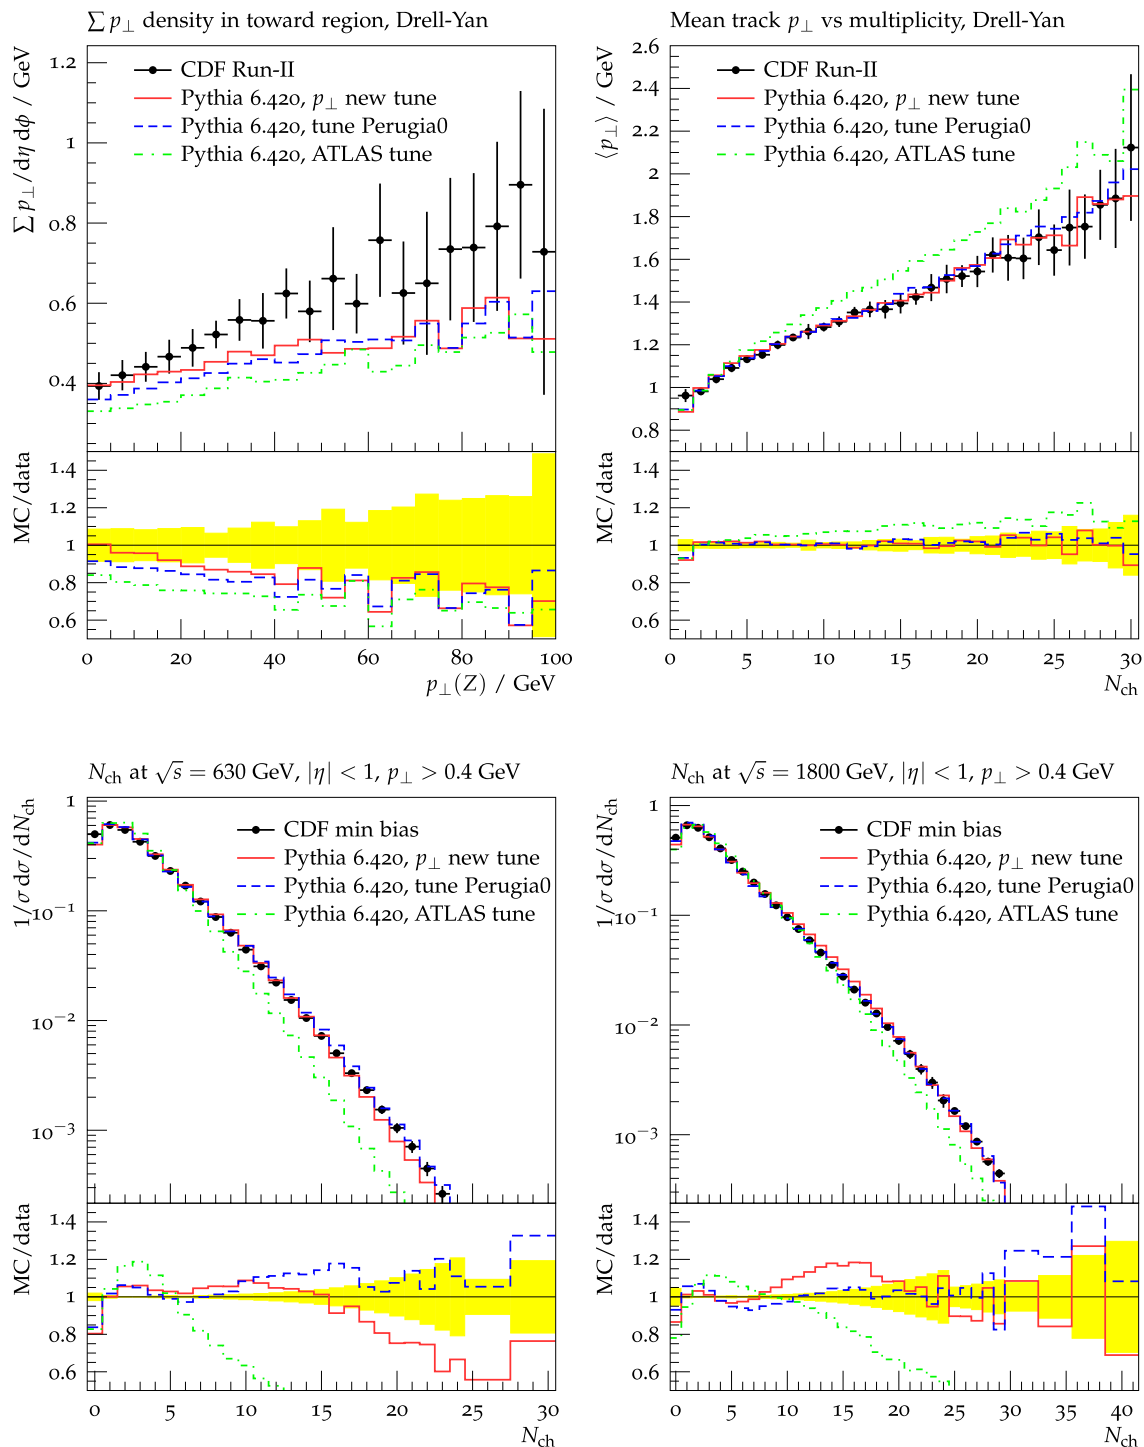 ∑ p⊥ density in toward region, Drell-Yan
∑ p⊥/dη dϕ / GeV
CDF Run-II
Pythia 6.420, p⊥ new tune
Pythia 6.420, tune Perugia0
Pythia 6.420, ATLAS tune
1.2
1
0.8
0.6
0.4
MC/data
1.4
1.2
1
0.8
0.6
0 20 40 60 80 100
p⊥(Z) / GeV
Mean track p⊥ vs multiplicity, Drell-Yan
⟨p⊥⟩ / GeV
CDF Run-II
Pythia 6.420, p⊥ new tune
Pythia 6.420, tune Perugia0
Pythia 6.420, ATLAS tune
2.6
2.4
2.2
2
1.8
1.6
1.4
1.2
1
0.8
MC/data
1.4
1.2
1
0.8
0.6
0 5 10 15 20 25 30
Nch
Nch at √s = 630 GeV, |η| < 1, p⊥ > 0.4 GeV
1/σ dσ/dNch
CDF min bias
Pythia 6.420, p⊥ new tune
Pythia 6.420, tune Perugia0
Pythia 6.420, ATLAS tune
1
10⁻¹
10⁻²
10⁻³
MC/data
1.4
1.2
1
0.8
0.6
0 5 10 15 20 25 30
Nch
Nch at √s = 1800 GeV, |η| < 1, p⊥ > 0.4 GeV
1/σ dσ/dNch
CDF min bias
Pythia 6.420, p⊥ new tune
Pythia 6.420, tune Perugia0
Pythia 6.420, ATLAS tune
1
10⁻¹
10⁻²
10⁻³
MC/data
1.4
1.2
1
0.8
0.6
0 5 10 15 20 25 30 35 40
Nch